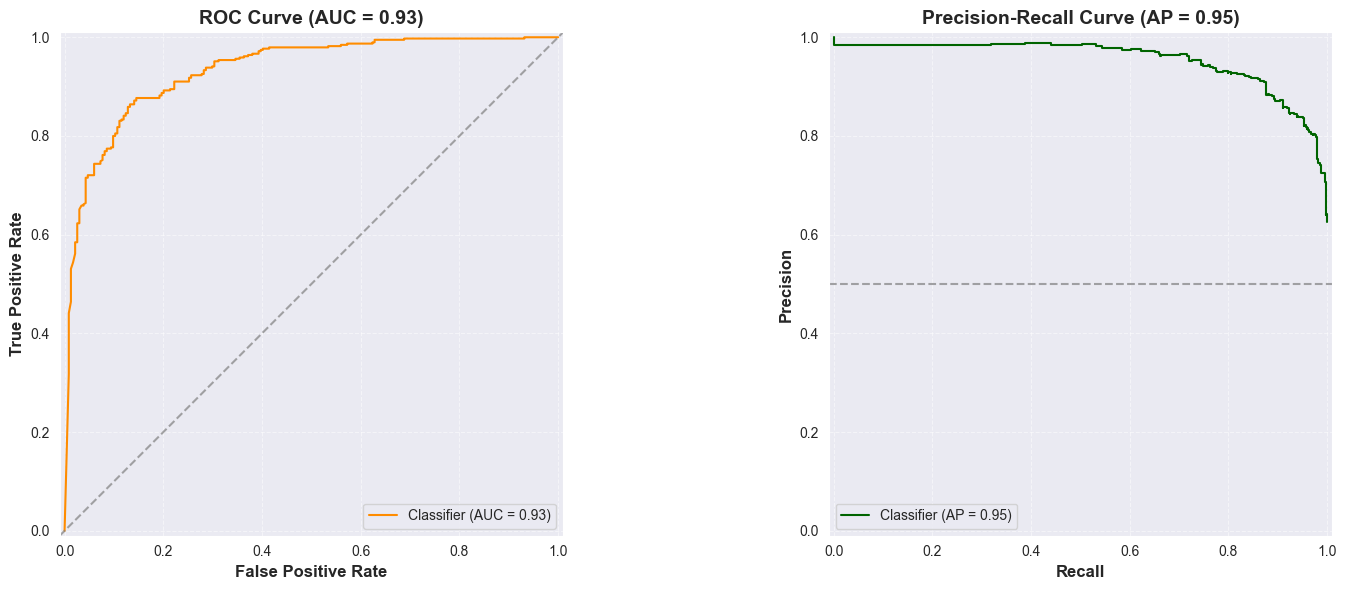 ROC Curve (AUC = 0.93)
True Positive Rate
1.0
0.8
0.6
0.4
0.2
0.0
0.0 0.2 0.4 0.6 0.8 1.0
False Positive Rate
Classifier (AUC = 0.93)
Precision-Recall Curve (AP = 0.95)
Precision
1.0
0.8
0.6
0.4
0.2
0.0
0.0 0.2 0.4 0.6 0.8 1.0
Recall
Classifier (AP = 0.95)